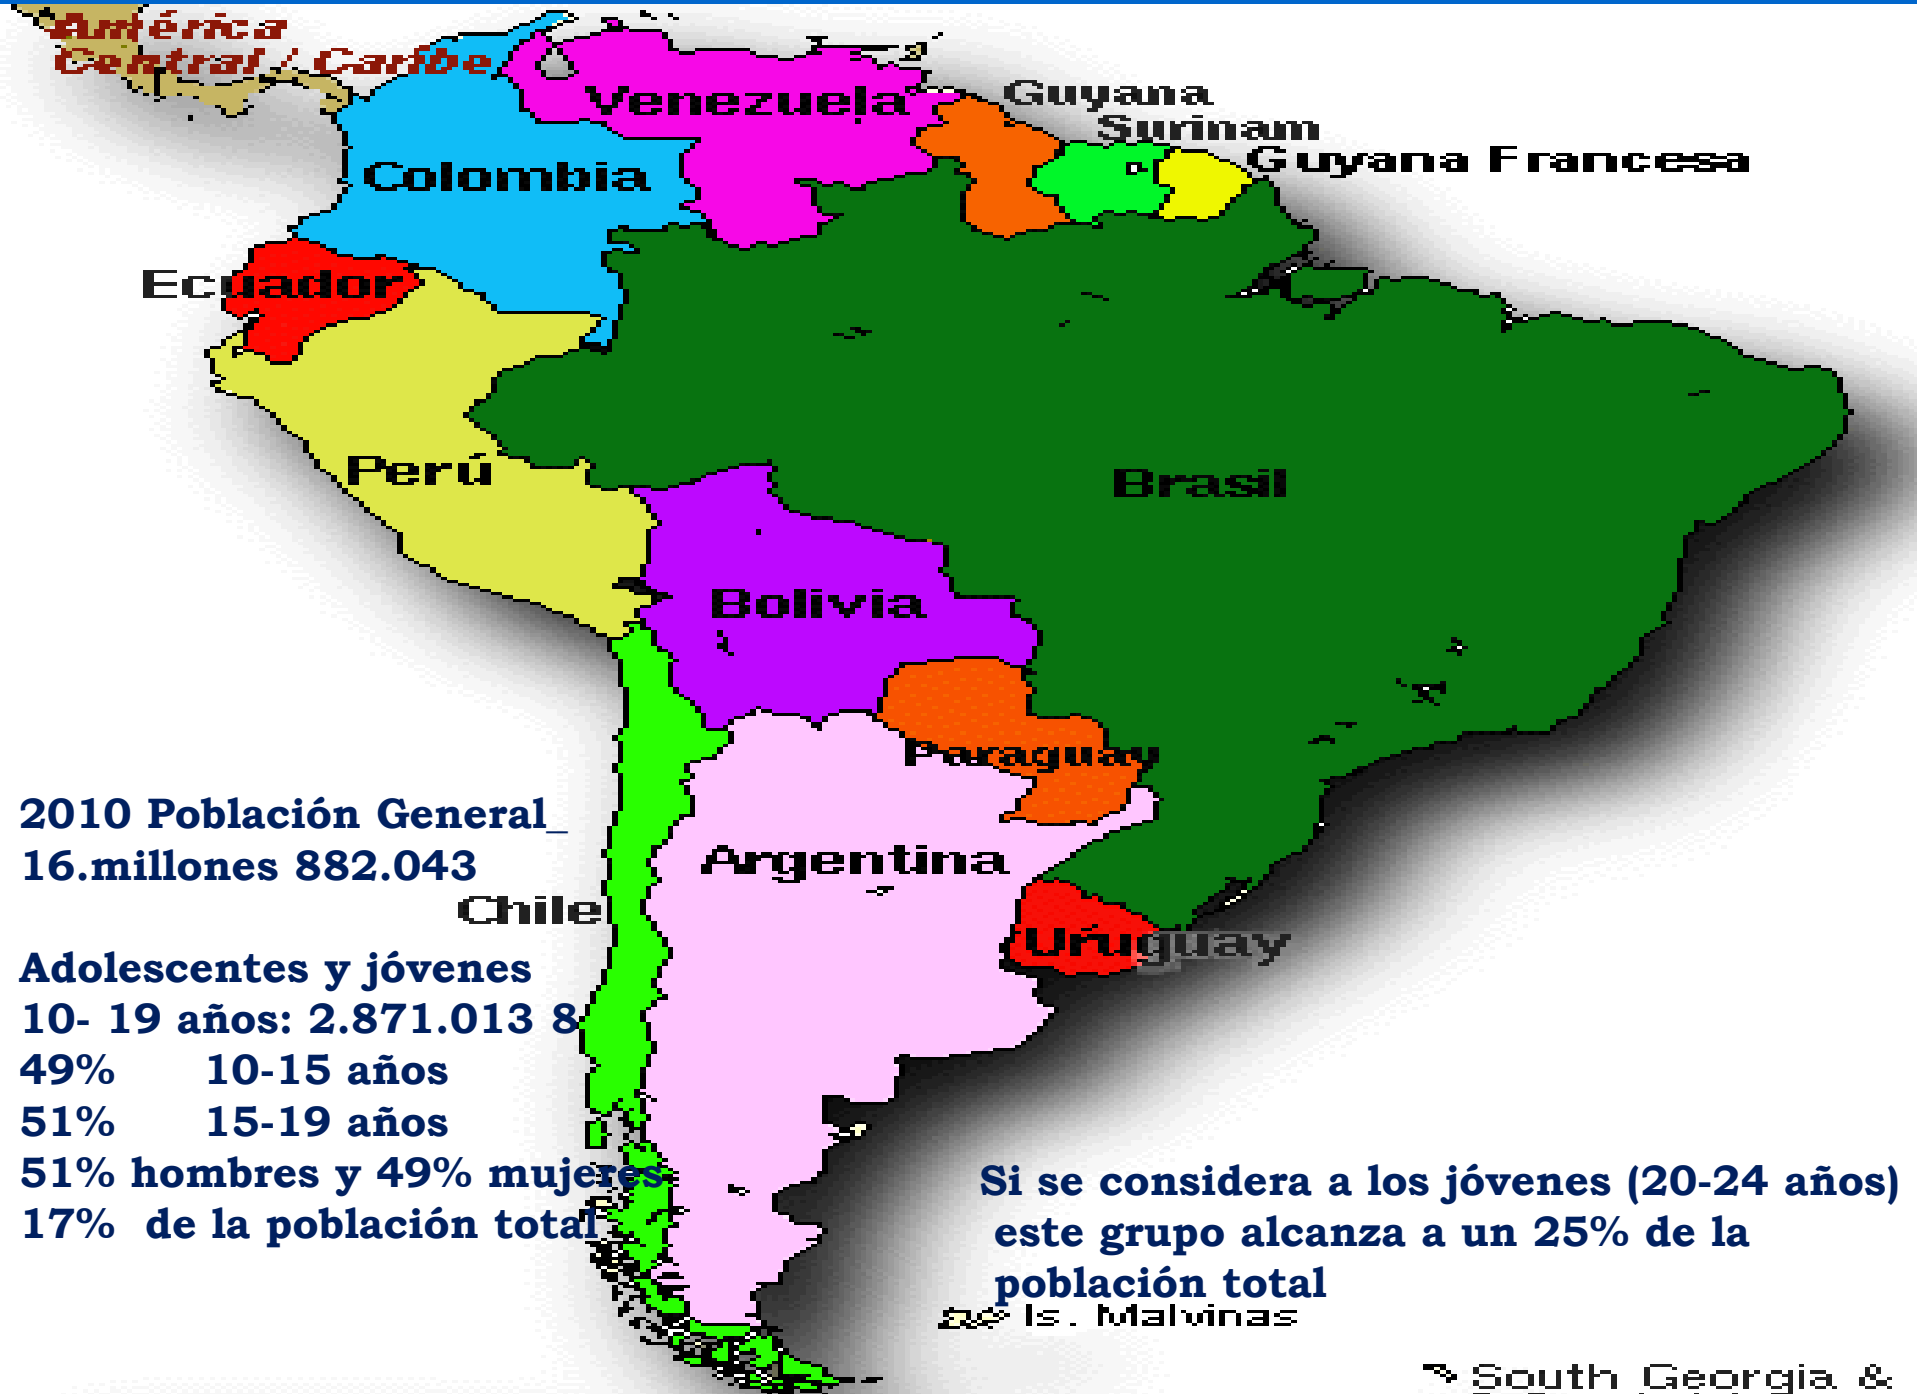 América
Central / Caribe
Venezuela
Guyana
Surinam
Guyana Francesa
Colombia
Ecuador
Perú
Brasil
Bolivia
Paraguay
Argentina
Chile
Uruguay
2010 Población General_
16.millones 882.043
Adolescentes y jóvenes
10- 19 años: 2.871.013 8
49% 10-15 años
51% 15-19 años
51% hombres y 49% mujeres
17% de la población total
Si se considera a los jóvenes (20-24 años)
este grupo alcanza a un 25% de la
población total
Is. Malvinas
South Georgia &